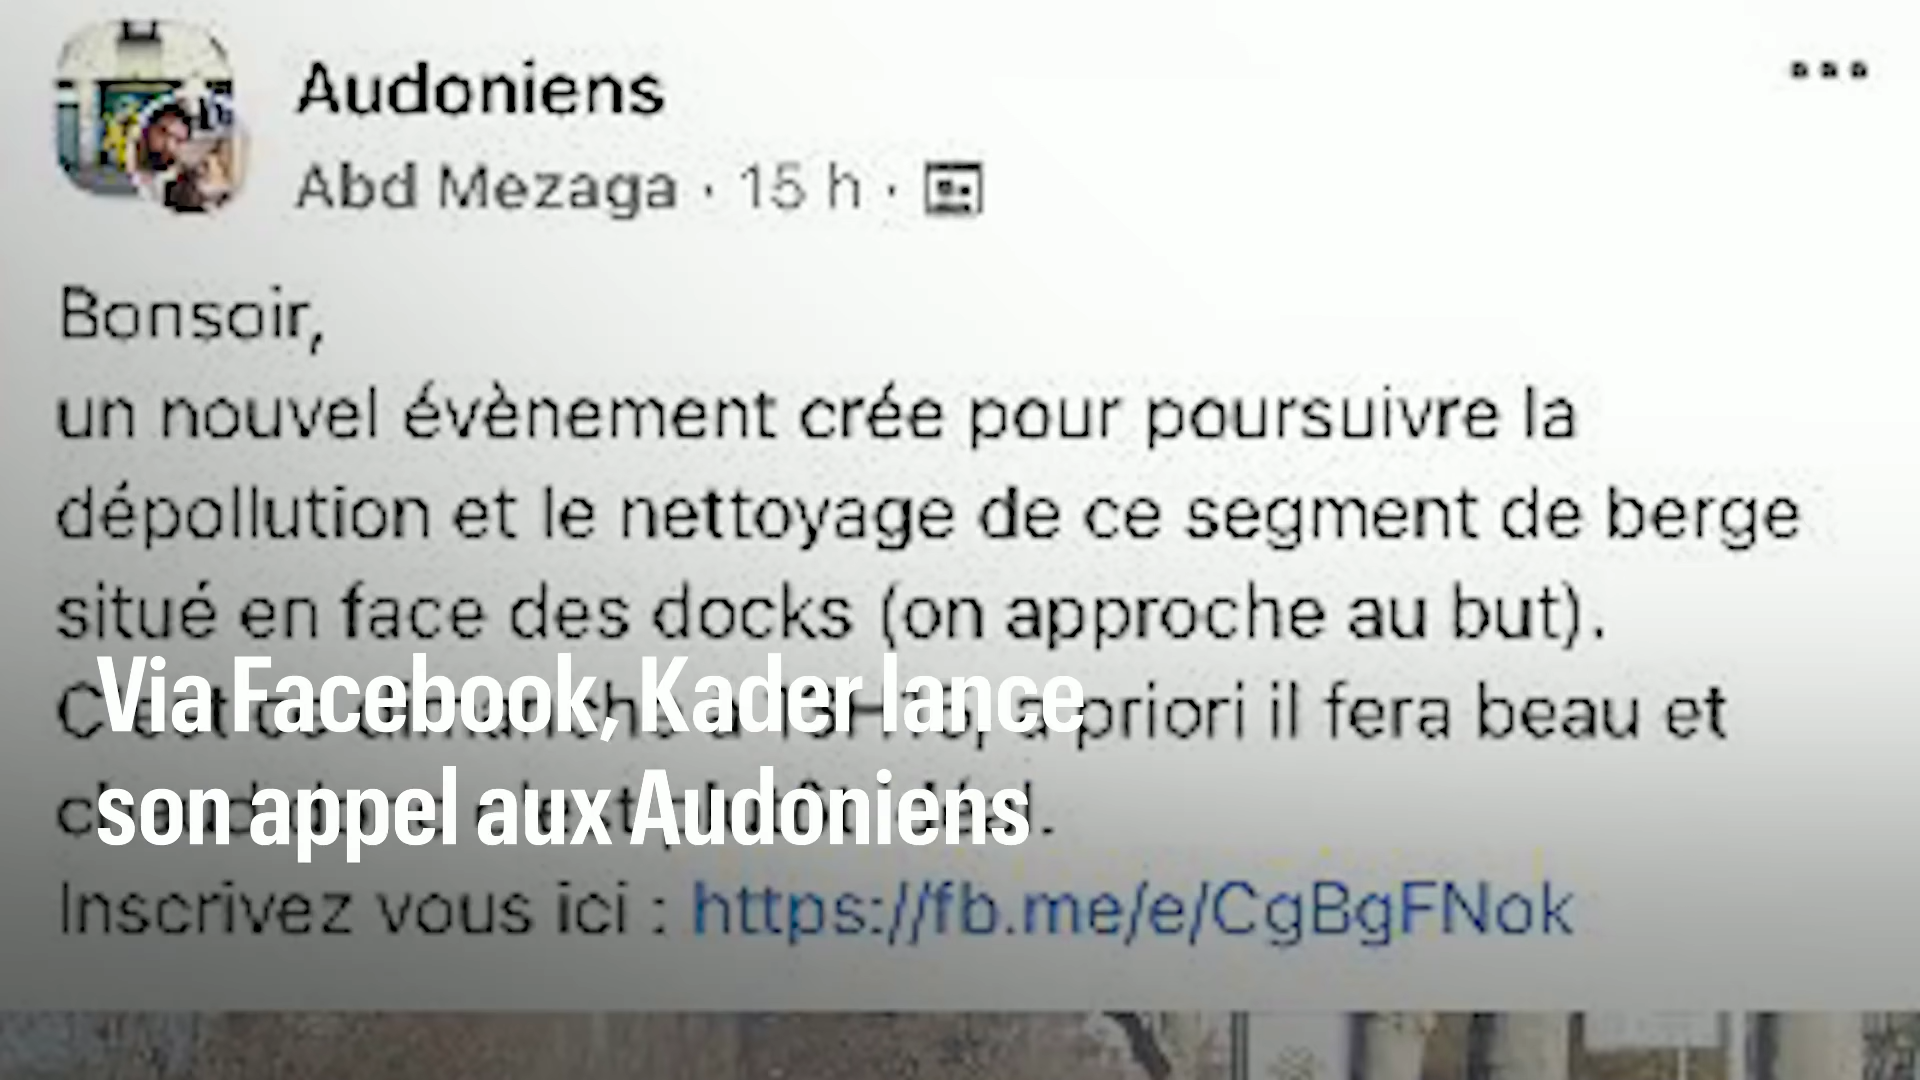 Audoniens
Abd Mezaga · 15 h ·
Bonsoir,
un nouvel évènement crée pour poursuivre la
dépollution et le nettoyage de ce segment de berge
situé en face des docks (on approche au but).
priori il fera beau et
Via Facebook, Kader lance
son appel aux Audoniens
Inscrivez vous ici : https://fb.me/e/CgBgFNok